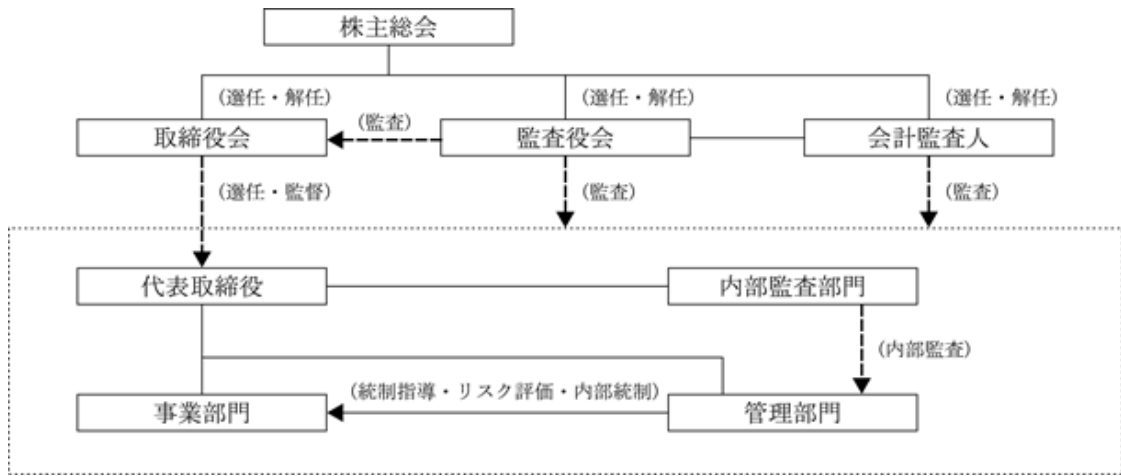 株主総会
(選任・解任)
(選任・解任)
(選任・解任)
取締役会
(監査)
監査役会
会計監査人
(選任・監督)
(監査)
(監査)
代表取締役
内部監査部門
(内部監査)
(統制指導・リスク評価・内部統制)
事業部門
管理部門